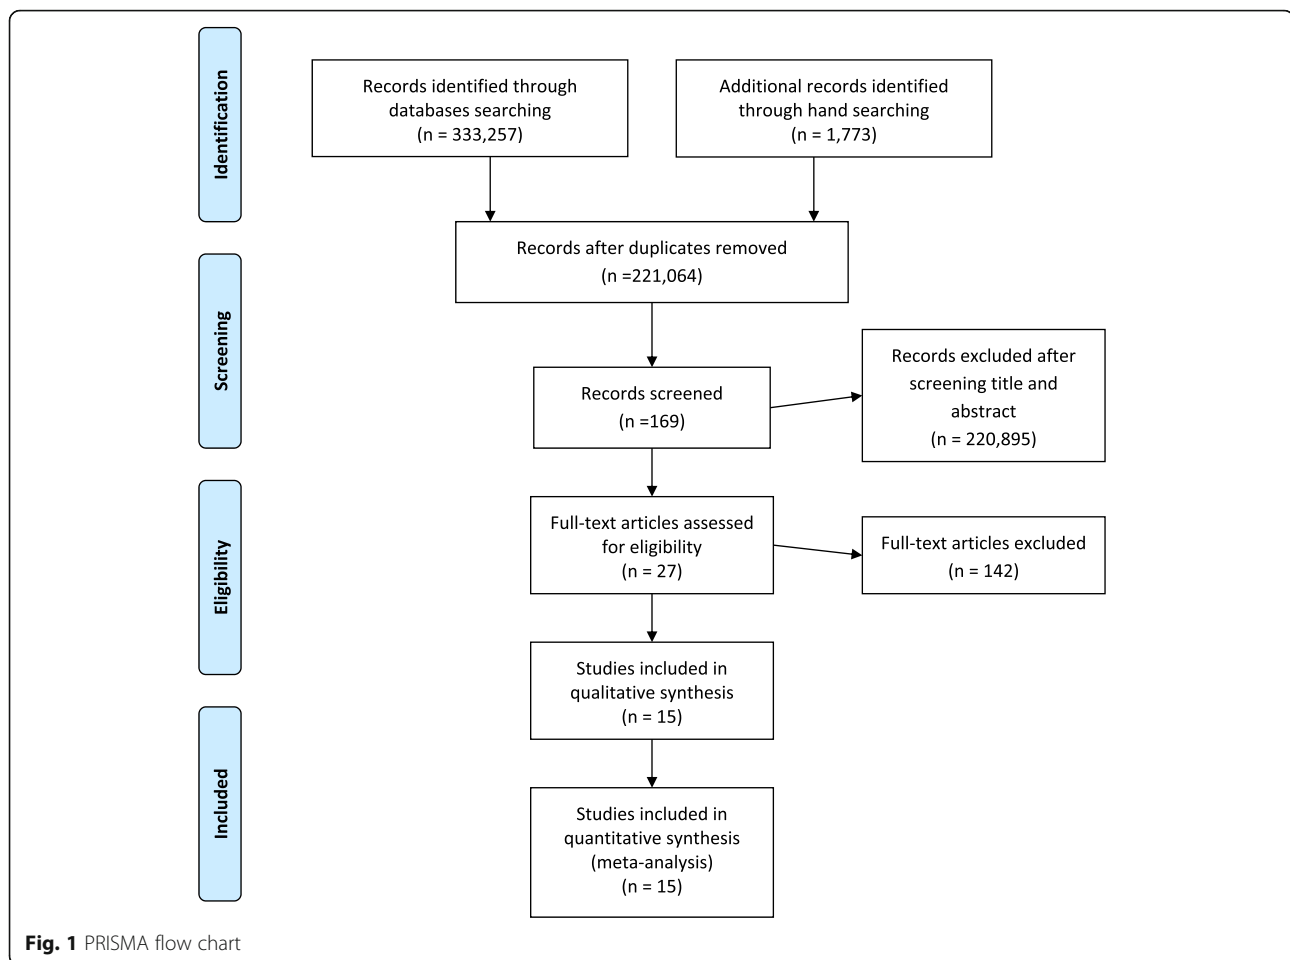 Identification
Records identified through
databases searching
(n = 333,257)
Additional records identified
through hand searching
(n = 1,773)
Records after duplicates removed
(n =221,064)
Screening
Records screened
(n =169)
Records excluded after
screening title and
abstract
(n = 220,895)
Eligibility
Full-text articles assessed
for eligibility
(n = 27)
Full-text articles excluded
(n = 142)
Studies included in
qualitative synthesis
(n = 15)
Included
Studies included in
quantitative synthesis
(meta-analysis)
(n = 15)
Fig. 1 PRISMA flow chart